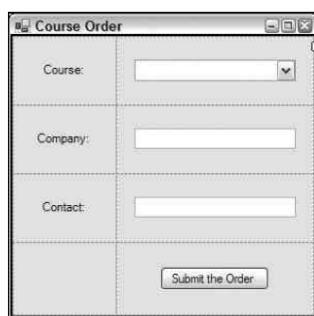 Course Order
Course:
Company:
Contact:
Submit the Order